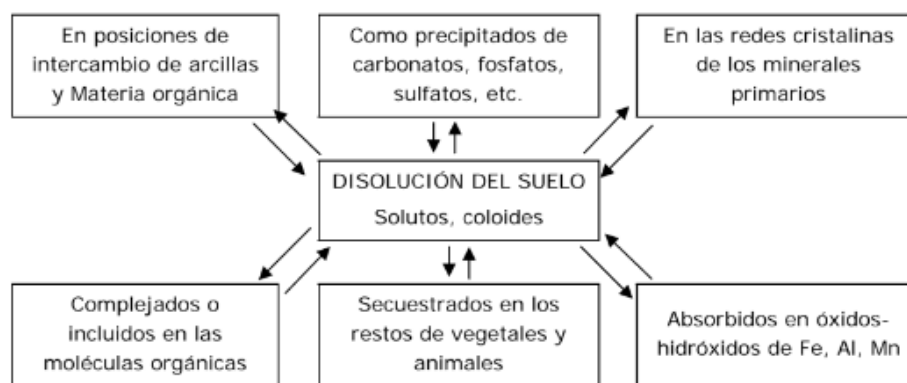 En posiciones de
intercambio de arcillas
y Materia orgánica
Como precipitados de
carbonatos, fosfatos,
sulfatos, etc.
En las redes cristalinas
de los minerales
primarios
DISOLUCIÓN DEL SUELO
Solutos, coloides
Complejados o
incluidos en las
moléculas orgánicas
Secuestrados en los
restos de vegetales y
animales
Absorbidos en óxidos-
hidróxidos de Fe, Al, Mn